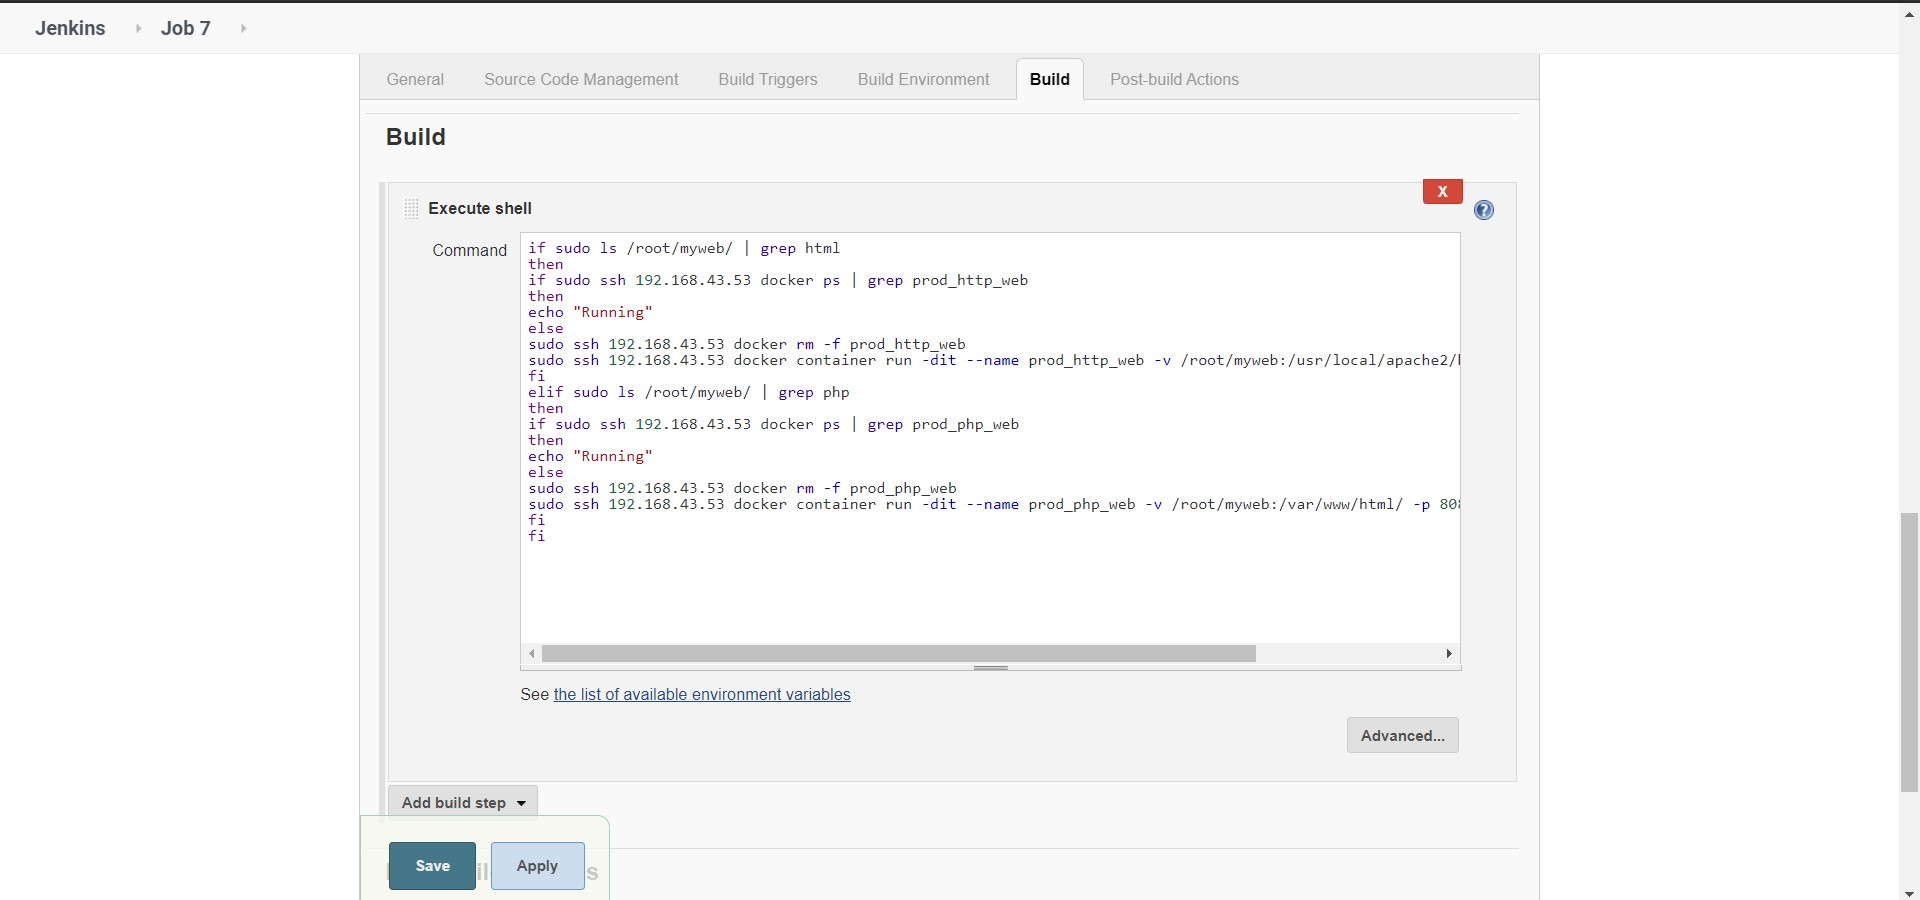 Jenkins Job 7
General Source Code Management Build Triggers Build Environment Build Post-build Actions
Build
X
Execute shell
Command
if sudo ls /root/myweb/ | grep html
then
if sudo ssh 192.168.43.53 docker ps | grep prod_http_web
then
echo "Running"
else
sudo ssh 192.168.43.53 docker rm -f prod_http_web
sudo ssh 192.168.43.53 docker container run -dit --name prod_http_web -v /root/myweb:/usr/local/apache2/
fi
elif sudo ls /root/myweb/ | grep php
then
if sudo ssh 192.168.43.53 docker ps | grep prod_php_web
then
echo "Running"
else
sudo ssh 192.168.43.53 docker rm -f prod_php_web
sudo ssh 192.168.43.53 docker container run -dit --name prod_php_web -v /root/myweb:/var/www/html/ -p
fi
fi
See the list of available environment variables
Advanced...
Add build step
Save Apply